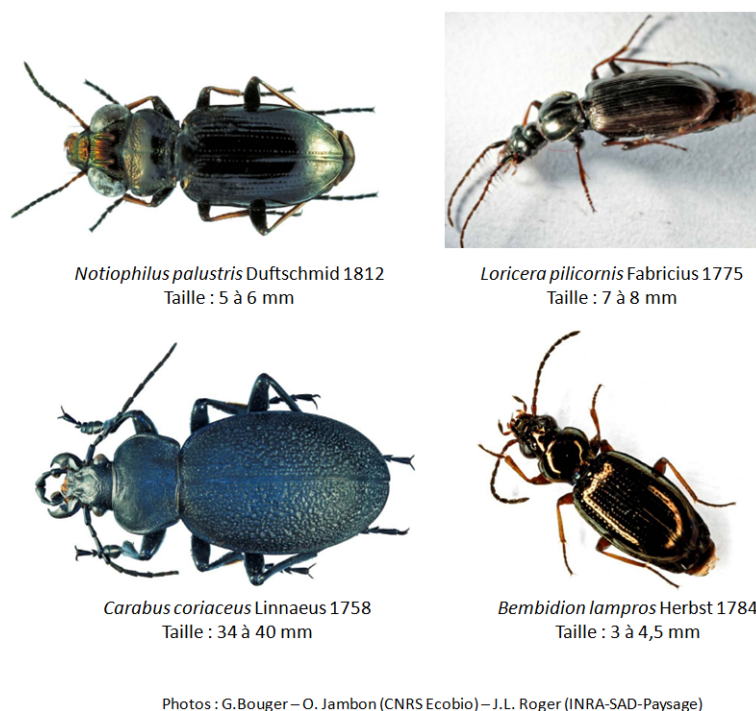 Notiophilus palustris Duftschmid 1812
Taille : 5 à 6 mm
Loricera pilicornis Fabricius 1775
Taille : 7 à 8 mm
Carabus coriaceus Linnaeus 1758
Taille : 34 à 40 mm
Bembidion lampros Herbst 1784
Taille : 3 à 4,5 mm
Photos : G.Bouger – O. Jambon (CNRS Ecobio) – J.L. Roger (INRA-SAD-Paysage)